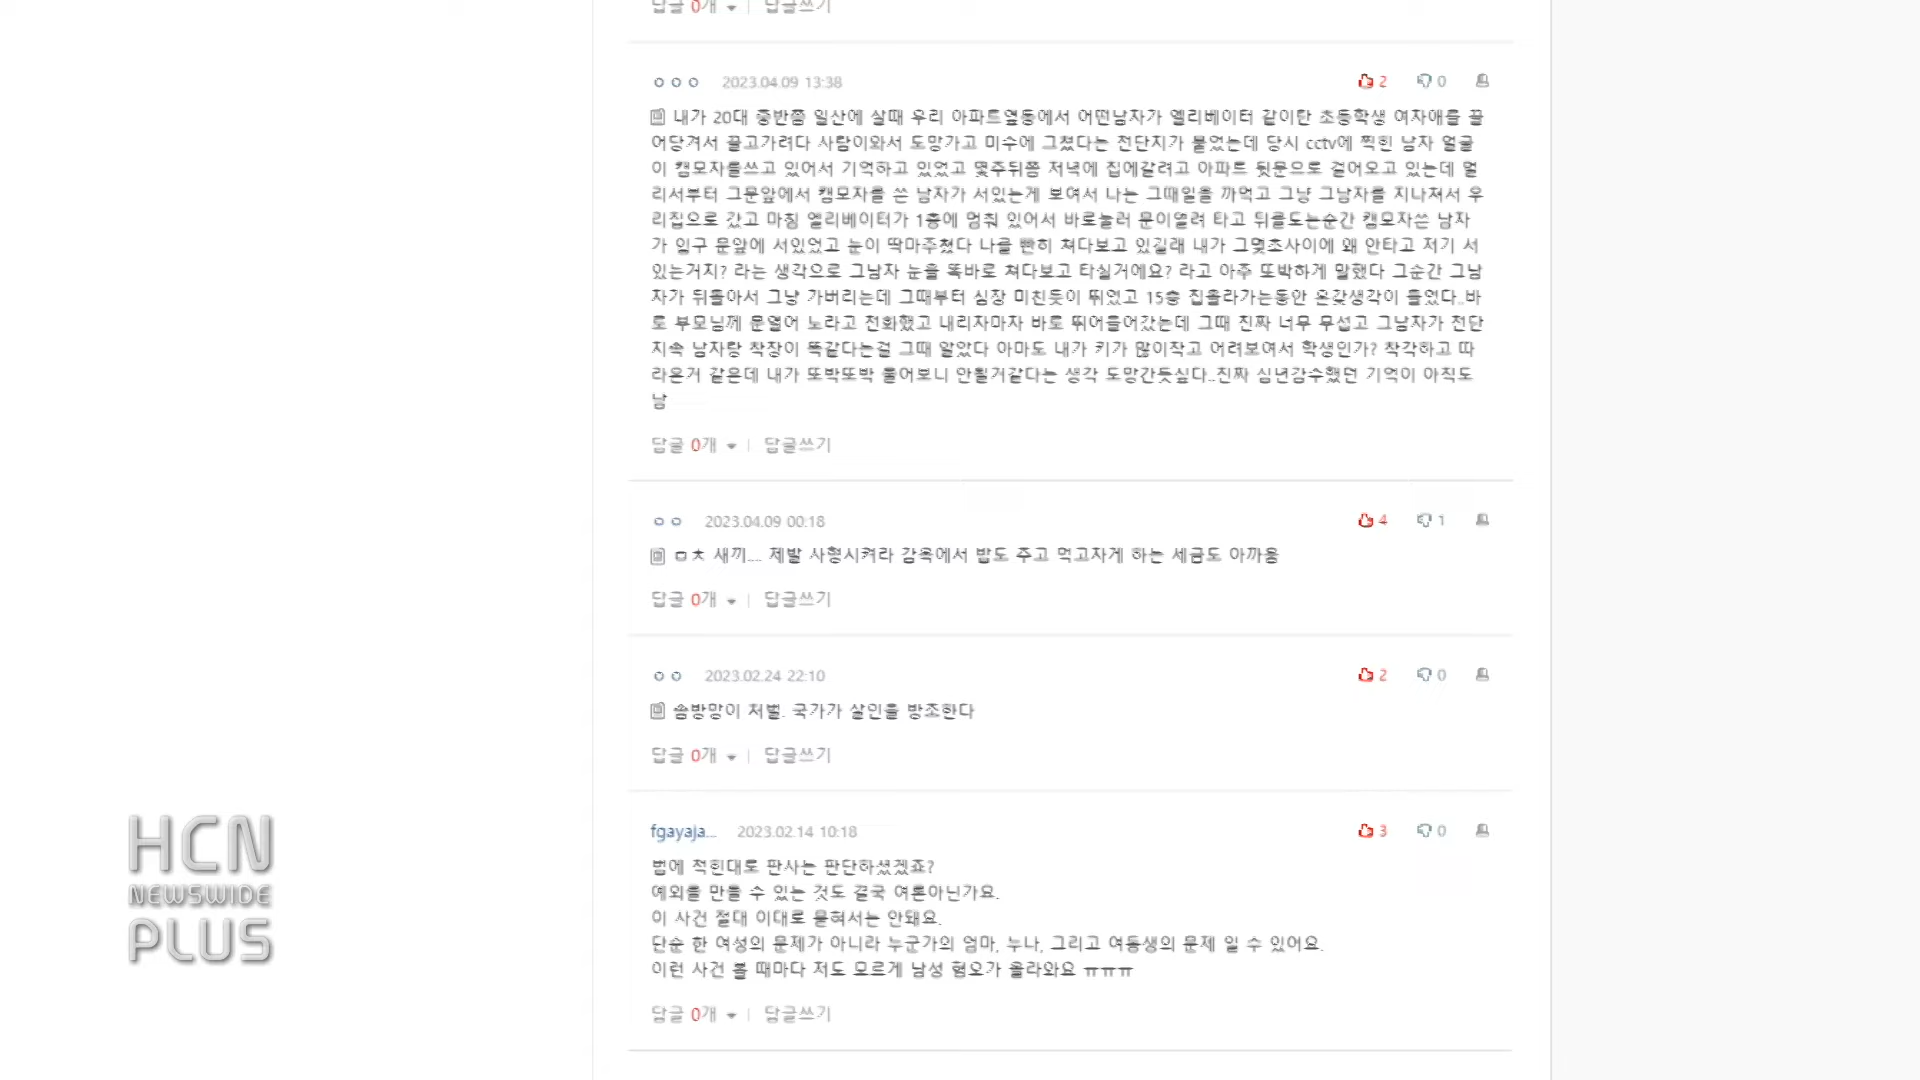 답글 0개 답글쓰기
ㅇㅇㅇ 2023.04.09 13:38 2 0
내가 20대 중반쯤 일산에 살때 우리 아파트옆동에서 어떤남자가 엘리베이터 같이탄 초등학생 여자애를 끌
어당겨서 끌고가려다 사람이와서 도망가고 미수에 그쳤다는 전단지가 붙었는데 당시 cctv에 찍힌 남자 얼굴
이 캡모자를쓰고 있어서 기억하고 있었고 몇주뒤쯤 저녁에 집에갈려고 아파트 뒷문으로 걸어오고 있는데 멀
리서부터 그문앞에서 캡모자를 쓴 남자가 서있는게 보여서 나는 그때일을 까먹고 그냥 그남자를 지나쳐서 우
리집으로 갔고 마침 엘리베이터가 1층에 멈춰 있어서 바로눌러 문이열려 타고 뒤를도는순간 캡모자쓴 남자
가 입구 문앞에 서있었고 눈이 딱마주쳤다 나를 빤히 쳐다보고 있길래 내가 그몇초사이에 왜 안타고 저기 서
있는거지? 라는 생각으로 그남자 눈을 똑바로 쳐다보고 타실거에요? 라고 아주 또박하게 말했다 그순간 그남
자가 뒤돌아서 그냥 가버리는데 그때부터 심장 미친듯이 뛰었고 15층 집올라가는동안 온갖생각이 들었다..바
로 부모님께 문열어 노라고 전화했고 내리자마자 바로 뛰어들어갔는데 그때 진짜 너무 무섭고 그남자가 전단
지속 남자랑 착장이 똑같다는걸 그때 알았다 아마도 내가 키가 많이작고 어려보여서 학생인가? 착각하고 따
라온거 같은데 내가 또박또박 물어보니 안될거같다는 생각 도망간듯싶다..진짜 십년감수했던 기억이 아직도
남
답글 0개 답글쓰기
ㅇㅇ 2023.04.09 00:18 4 1
ㅁㅊ 새끼.... 제발 사형시켜라 감옥에서 밥도 주고 먹고자게 하는 세금도 아까움
답글 0개 답글쓰기
ㅇㅇ 2023.02.24 22:10 2 0
솜방망이 처벌. 국가가 살인을 방조한다
답글 0개 답글쓰기
fgayaja... 2023.02.14 10:18 3 0
법에 적힌대로 판사는 판단하셨겠죠?
예외를 만들 수 있는 것도 결국 여론아닌가요.
이 사건 절대 이대로 묻혀서는 안돼요.
단순 한 여성의 문제가 아니라 누군가의 엄마, 누나, 그리고 여동생의 문제 일 수 있어요.
이런 사건 볼 때마다 저도 모르게 남성 혐오가 올라와요 ㅠㅠㅠ
답글 0개 답글쓰기
HCN
NEWSWIDE
PLUS